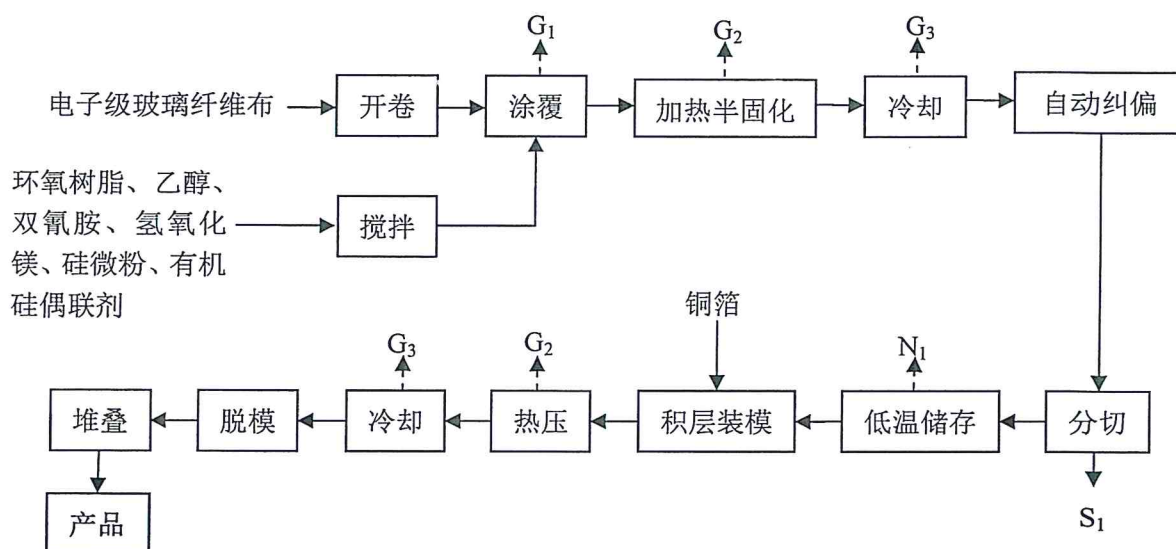 G₁
G₂
G₃
电子级玻璃纤维布
开卷
涂覆
加热半固化
冷却
自动纠偏
环氧树脂、乙醇、
双氰胺、氢氧化
镁、硅微粉、有机
硅偶联剂
搅拌
铜箔
G₃
G₂
N₁
堆叠
脱模
冷却
热压
积层装模
低温储存
分切
产品
S₁